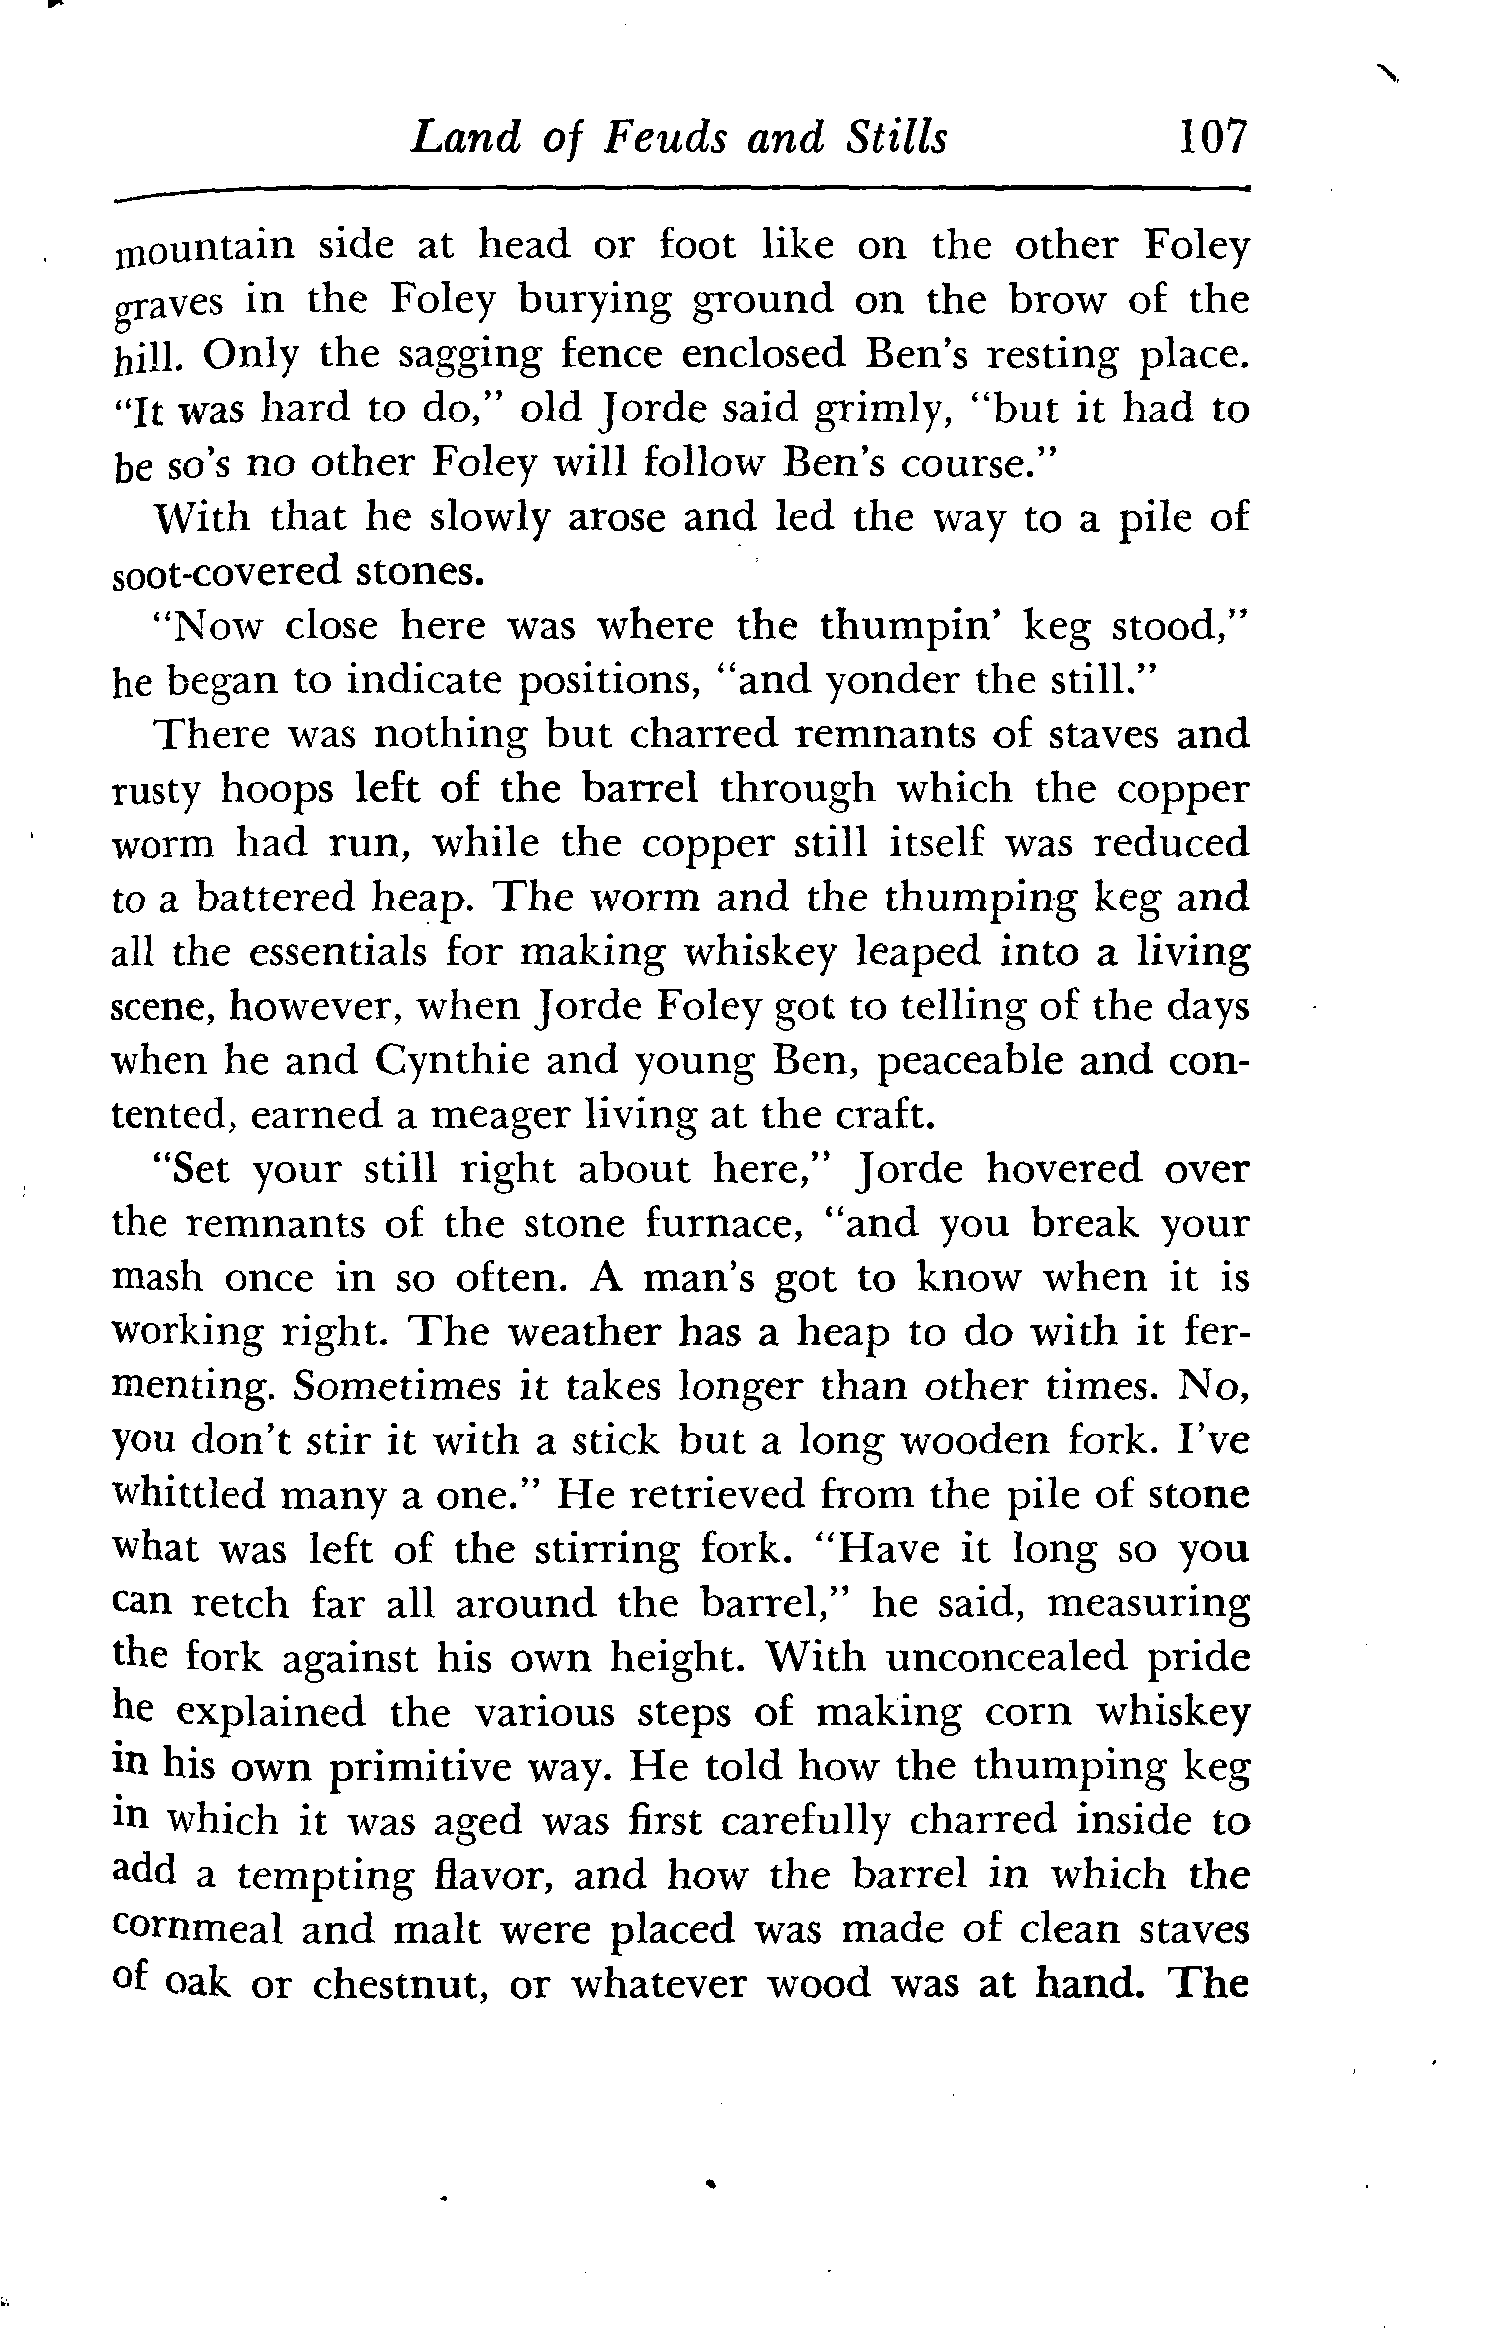 Land of Feuds and Stills 107
mountain side at head or foot like on the other Foley
graves in the Foley burying ground on the brow of the
hill. Only the sagging fence enclosed Ben's resting place.
"It was hard to do," old Jorde said grimly, "but it had to
be so's no other Foley will follow Ben's course."
With that he slowly arose and led the way to a pile of
soot-covered stones.
"Now close here was where the thumpin' keg stood,"
he began to indicate positions, "and yonder the still."
There was nothing but charred remnants of staves and
rusty hoops left of the barrel through which the copper
worm had run, while the copper still itself was reduced
to a battered heap. The worm and the thumping keg and
all the essentials for making whiskey leaped into a living
scene, however, when Jorde Foley got to telling of the days
when he and Cynthie and young Ben, peaceable and con-
tented, earned a meager living at the craft.
"Set your still right about here," Jorde hovered over
the remnants of the stone furnace, "and you break your
mash once in so often. A man's got to know when it is
working right. The weather has a heap to do with it fer-
menting. Sometimes it takes longer than other times. No,
you don't stir it with a stick but a long wooden fork. I've
whittled many a one." He retrieved from the pile of stone
what was left of the stirring fork. "Have it long so you
can retch far all around the barrel," he said, measuring
the fork against his own height. With unconcealed pride
he explained the various steps of making corn whiskey
in his own primitive way. He told how the thumping keg
in which it was aged was first carefully charred inside to
add a tempting flavor, and how the barrel in which the
cornmeal and malt were placed was made of clean staves
of oak or chestnut, or whatever wood was at hand. The